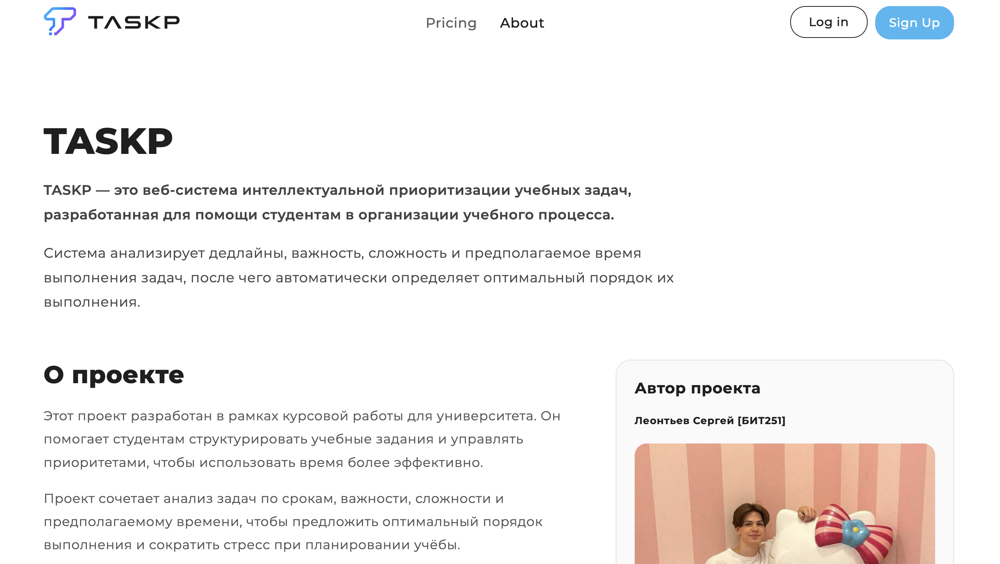 TASKP
Pricing
About
Log in
Sign Up
TASKP
TASKP — это веб-система интеллектуальной приоритизации учебных задач,
разработанная для помощи студентам в организации учебного процесса.
Система анализирует дедлайны, важность, сложность и предполагаемое время
выполнения задач, после чего автоматически определяет оптимальный порядок их
выполнения.
О проекте
Этот проект разработан в рамках курсовой работы для университета. Он
помогает студентам структурировать учебные задания и управлять
приоритетами, чтобы использовать время более эффективно.
Проект сочетает анализ задач по срокам, важности, сложности и
предполагаемому времени, чтобы предложить оптимальный порядок
выполнения и сократить стресс при планировании учёбы.
Автор проекта
Леонтьев Сергей [БИТ251]